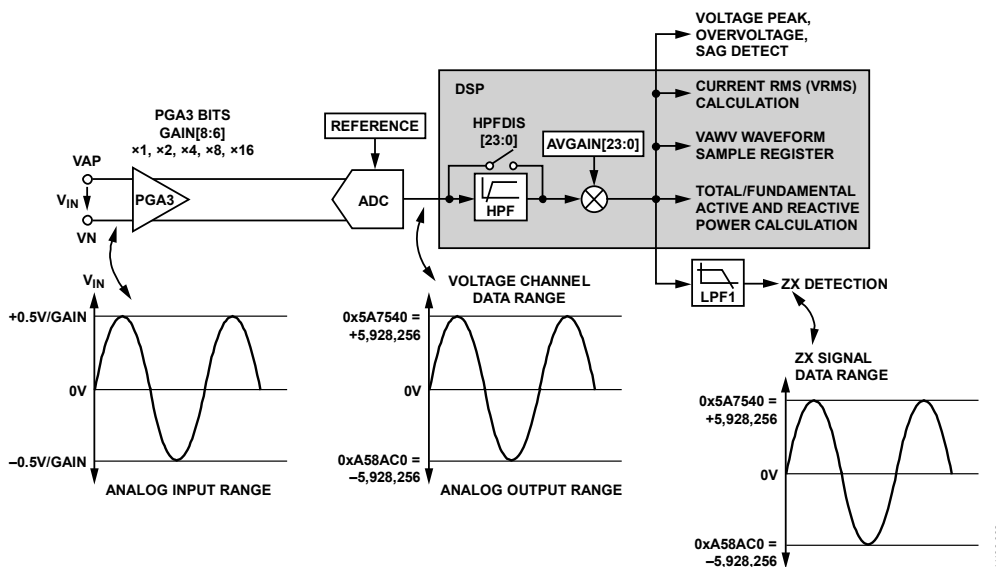 VOLTAGE PEAK,
OVERVOLTAGE,
SAG DETECT
DSP
CURRENT RMS (VRMS)
CALCULATION
PGA3 BITS
GAIN[8:6]
×1, ×2, ×4, ×8, ×16
REFERENCE
HPFDIS
[23:0]
AVGAIN[23:0]
VAWV WAVEFORM
SAMPLE REGISTER
VAP
VIN
VN
PGA3
ADC
HPF
TOTAL/FUNDAMENTAL
ACTIVE AND REACTIVE
POWER CALCULATION
LPF1
ZX DETECTION
VIN
+0.5V/GAIN
0V
–0.5V/GAIN
ANALOG INPUT RANGE
VOLTAGE CHANNEL
DATA RANGE
0x5A7540 =
+5,928,256
0V
0xA58AC0 =
–5,928,256
ANALOG OUTPUT RANGE
ZX SIGNAL
DATA RANGE
0x5A7540 =
+5,928,256
0V
0xA58AC0 =
–5,928,256